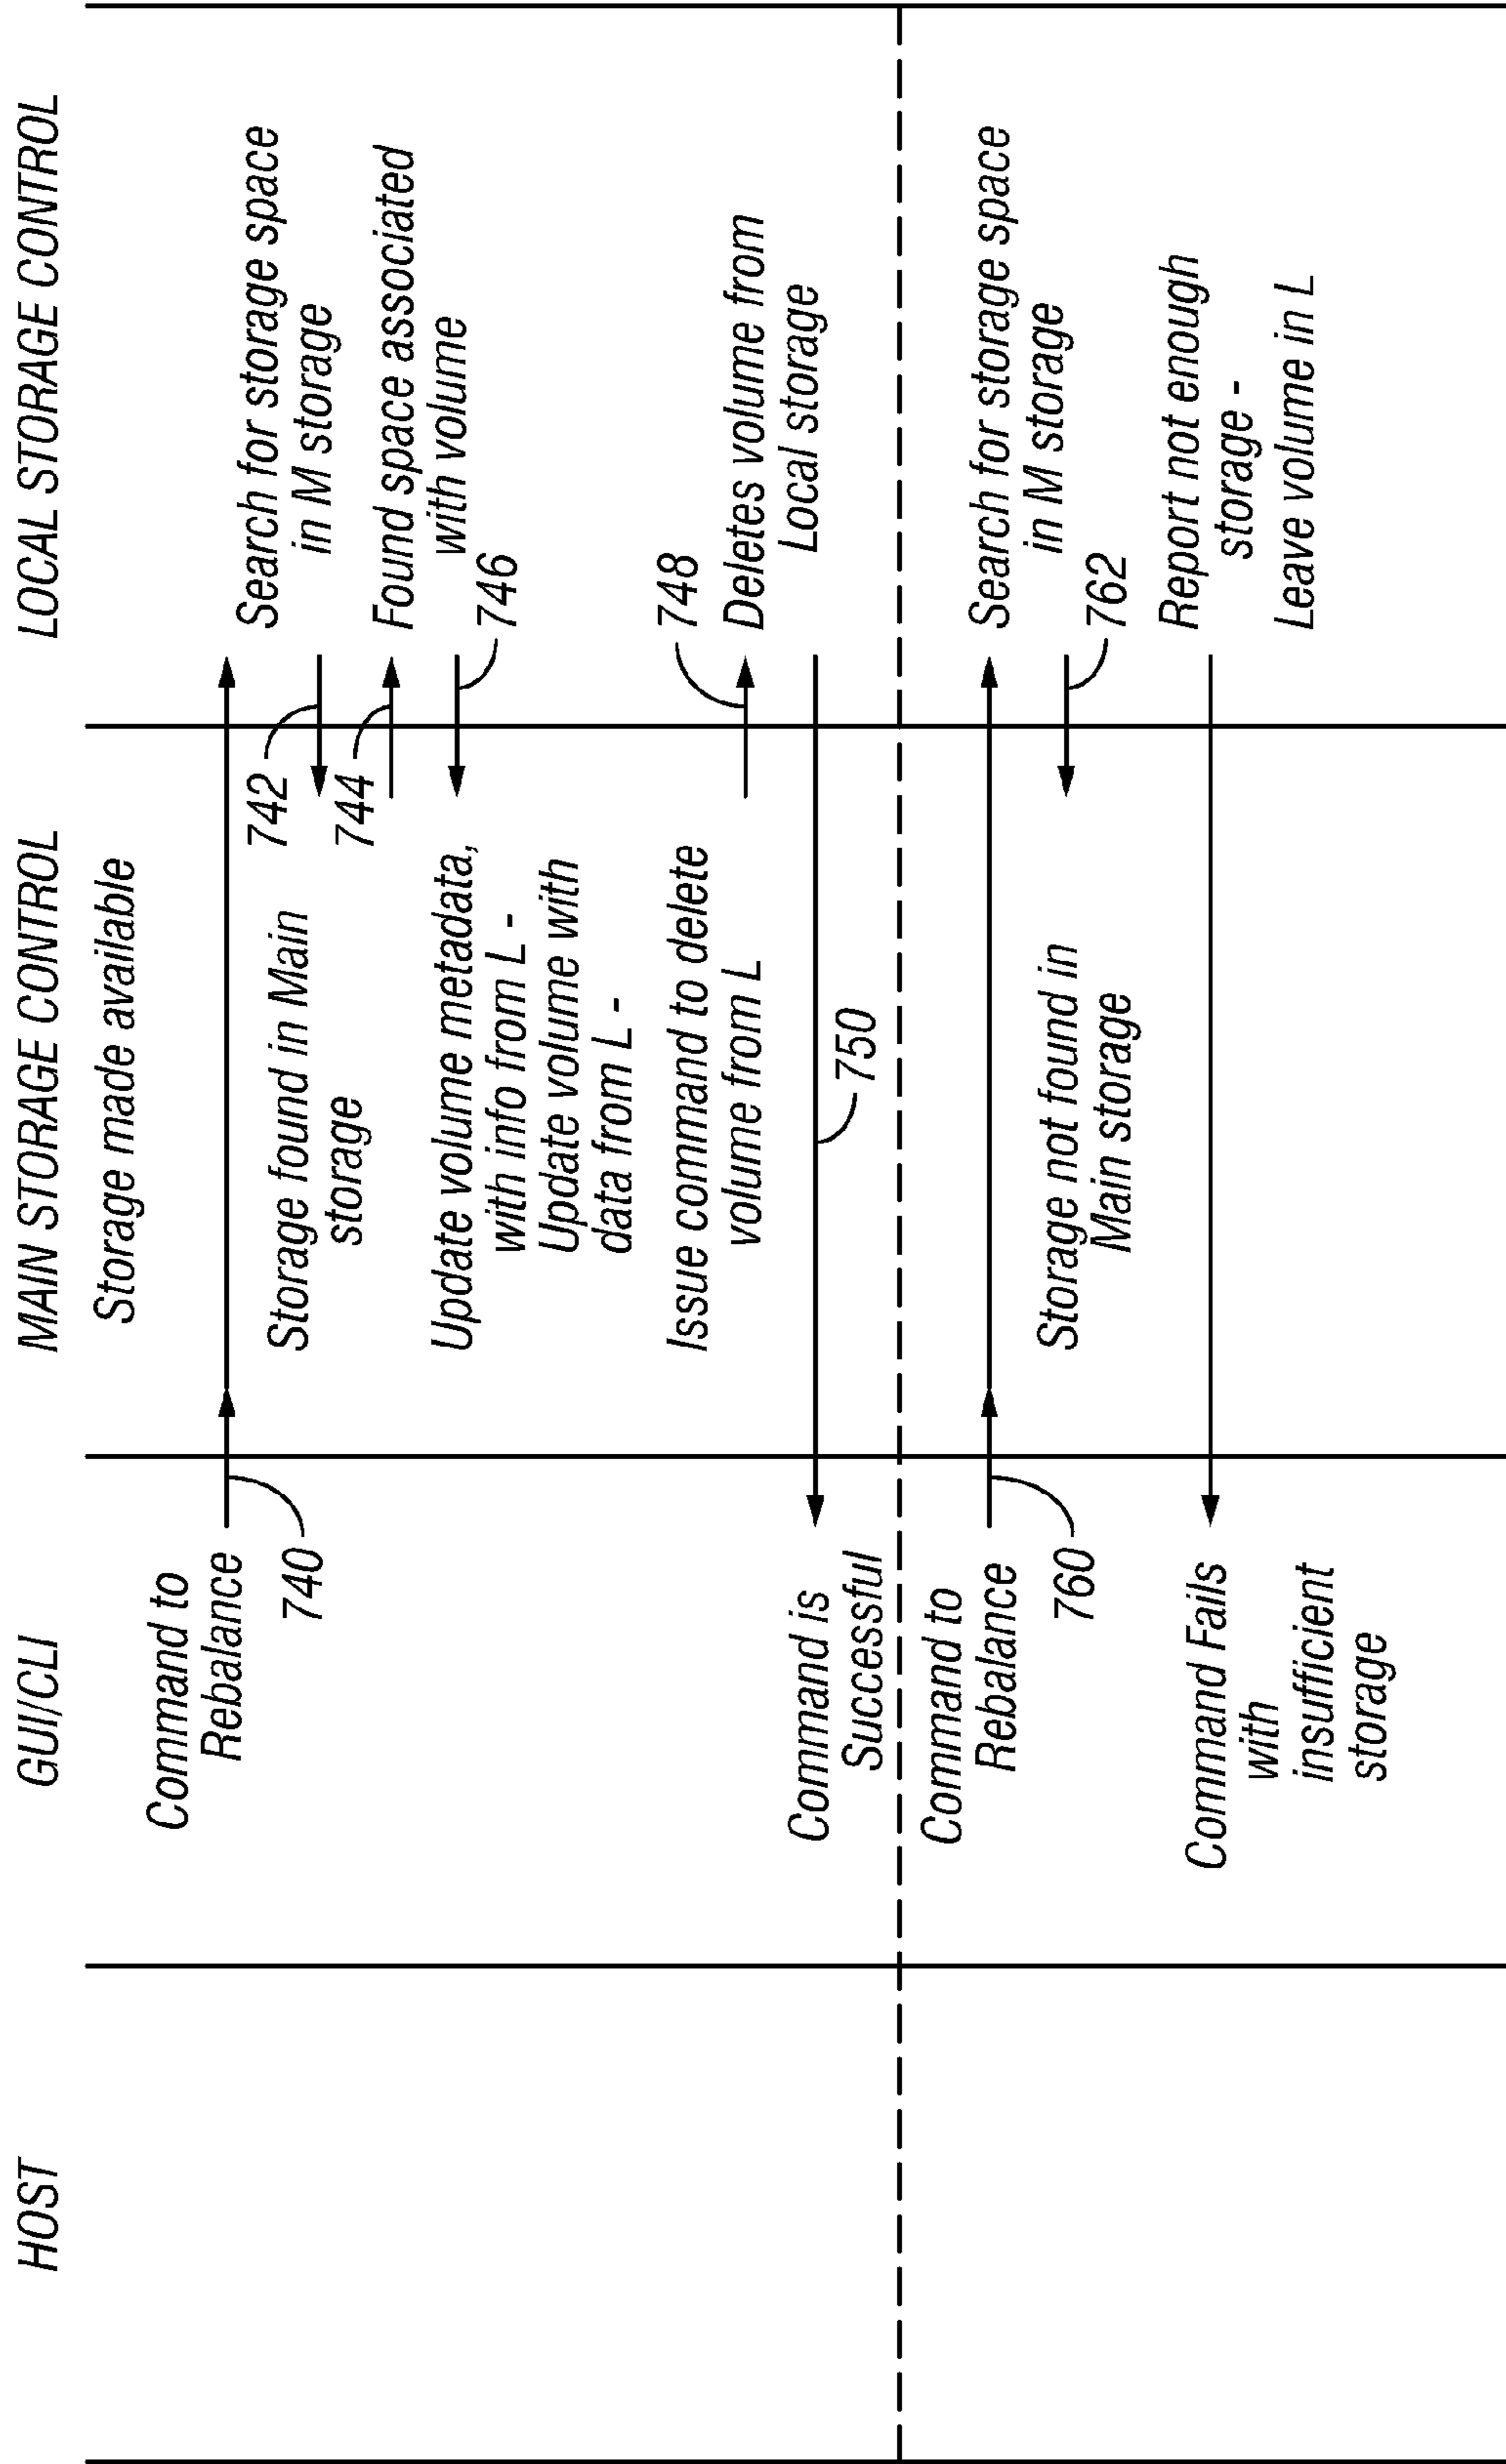 HOST
GUI/CLI
MAIN STORAGE CONTROL
LOCAL STORAGE CONTROL
Storage made available
Command to
Rebalance
740
Search for storage space
in M storage
742
Storage found in Main
storage
744
Found space associated
with volume
746
Update volume metadata,
with info from L -
Update volume with
data from L -
Issue command to delete
volume from L
748
Deletes volume from
Local storage
750
Command is
Successful
Command to
Rebalance
760
Search for storage space
in M storage
762
Storage not found in
Main storage
Report not enough
storage -
Leave volume in L
Command Fails
with
insufficient
storage